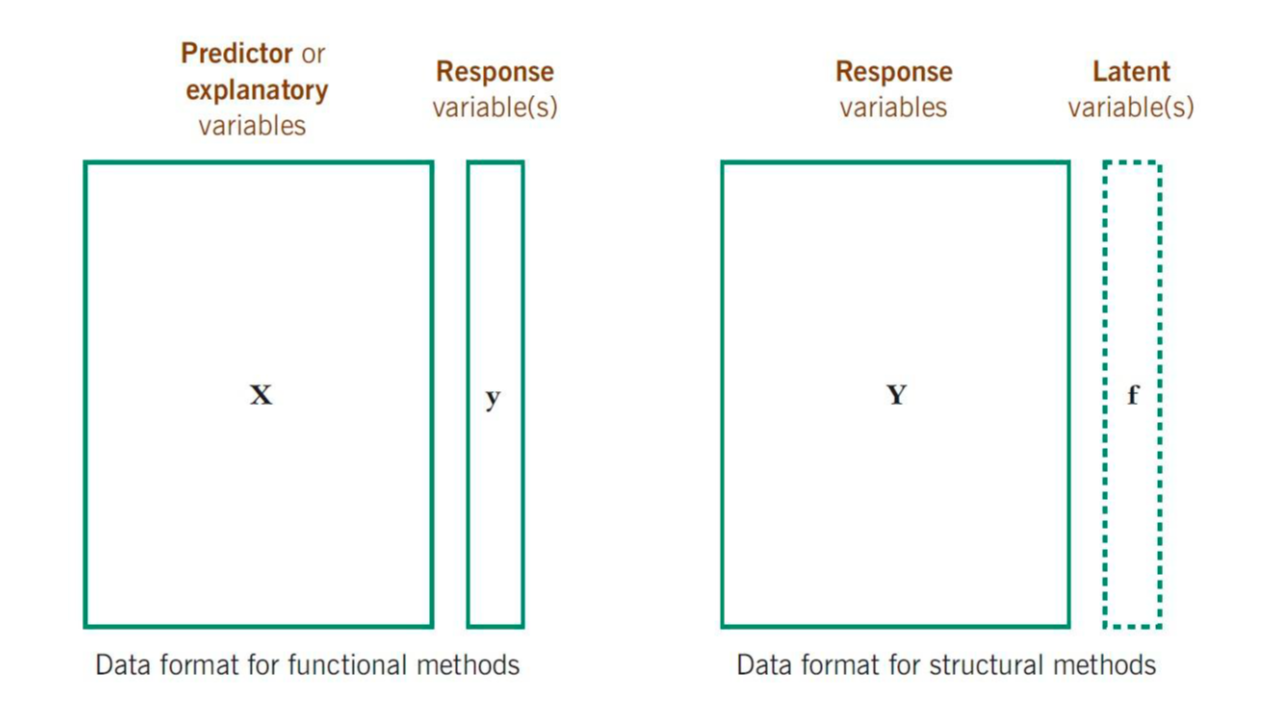 Predictor or
explanatory
variables
Response
variable(s)
X
y
Data format for functional methods
Response
variables
Latent
variable(s)
Y
f
Data format for structural methods